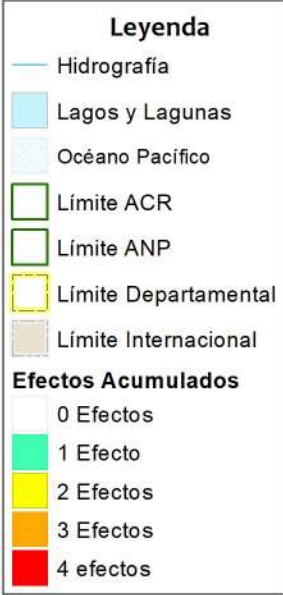 Leyenda
Hidrografía
Lagos y Lagunas
Océano Pacífico
Límite ACR
Límite ANP
Límite Departamental
Límite Internacional
Efectos Acumulados
0 Efectos
1 Efecto
2 Efectos
3 Efectos
4 efectos